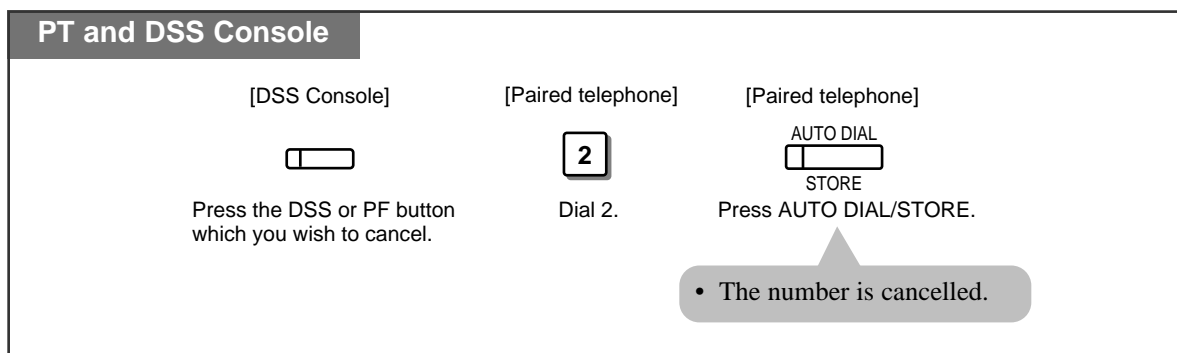 PT and DSS Console
[DSS Console]
[Paired telephone]
[Paired telephone]
2
AUTO DIAL
STORE
Press the DSS or PF button
which you wish to cancel.
Dial 2.
Press AUTO DIAL/STORE.
• The number is cancelled.